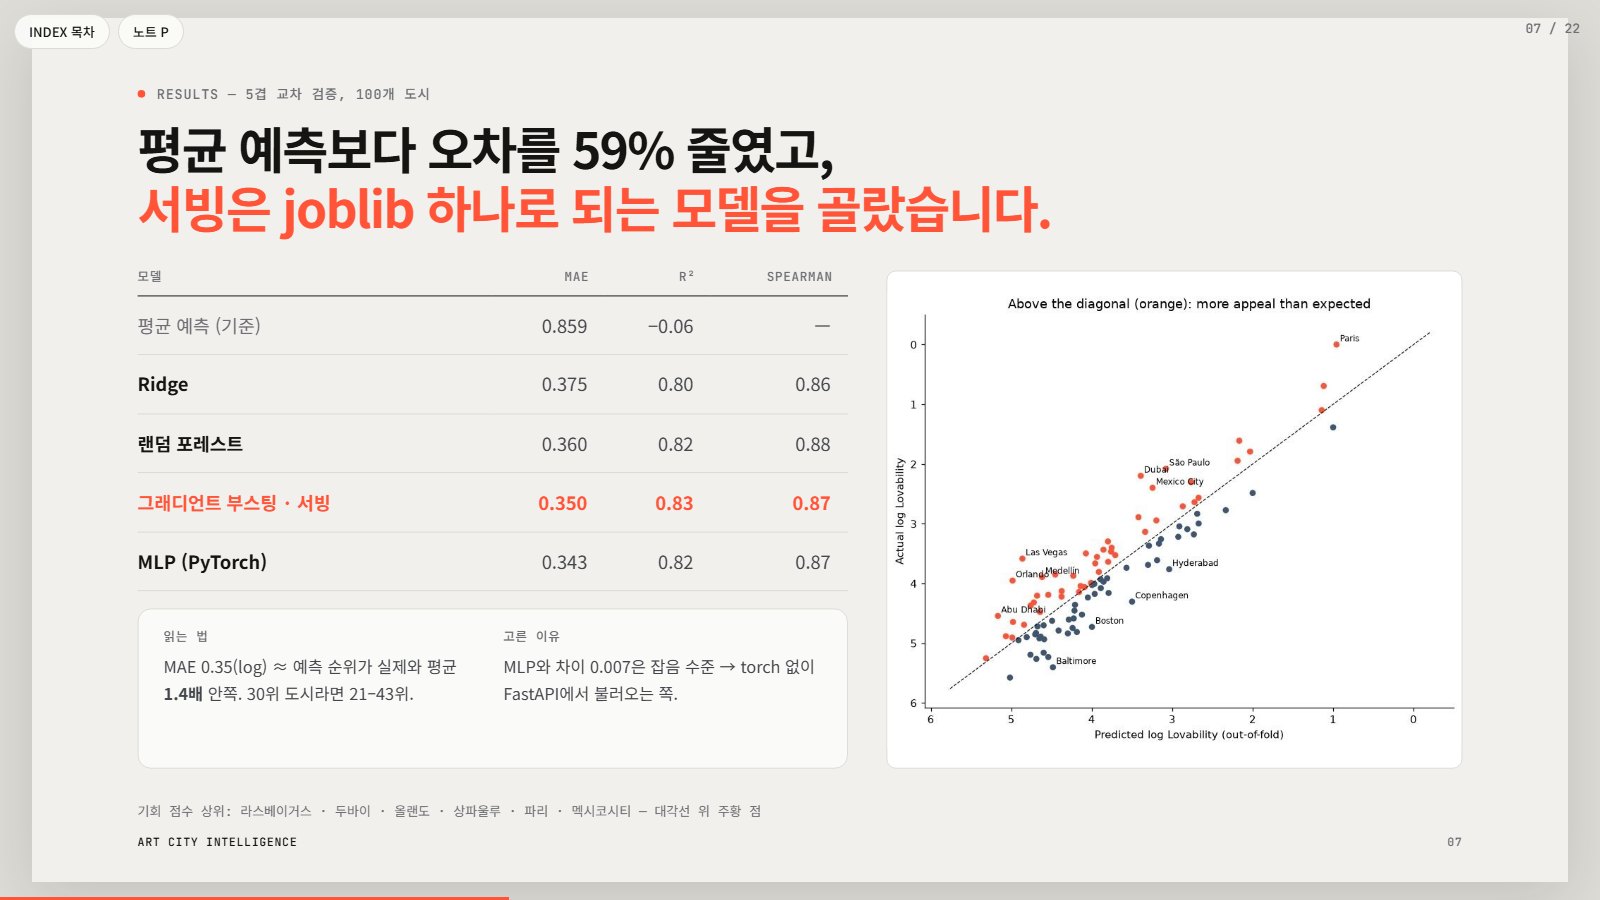 INDEX 목차
노트 P
07 / 22
RESULTS — 5겹 교차 검증, 100개 도시
평균 예측보다 오차를 59% 줄였고,
서빙은 joblib 하나로 되는 모델을 골랐습니다.
모델 MAE R² SPEARMAN
평균 예측 (기준) 0.859 −0.06 —
Ridge 0.375 0.80 0.86
랜덤 포레스트 0.360 0.82 0.88
그래디언트 부스팅 · 서빙 0.350 0.83 0.87
MLP (PyTorch) 0.343 0.82 0.87
읽는 법
MAE 0.35(log) ≈ 예측 순위가 실제와 평균
1.4배 안쪽. 30위 도시라면 21–43위.
고른 이유
MLP와 차이 0.007은 잡음 수준 → torch 없이
FastAPI에서 불러오는 쪽.
Above the diagonal (orange): more appeal than expected
Actual log Lovability
0
1
2
3
4
5
6
Paris
São Paulo
Dubai
Mexico City
Las Vegas
Medellin
Orlando
Hyderabad
Copenhagen
Abu Dhabi
Boston
Baltimore
6 5 4 3 2 1 0
Predicted log Lovability (out-of-fold)
기회 점수 상위: 라스베이거스 · 두바이 · 올랜도 · 상파울루 · 파리 · 멕시코시티 — 대각선 위 주황 점
ART CITY INTELLIGENCE
07